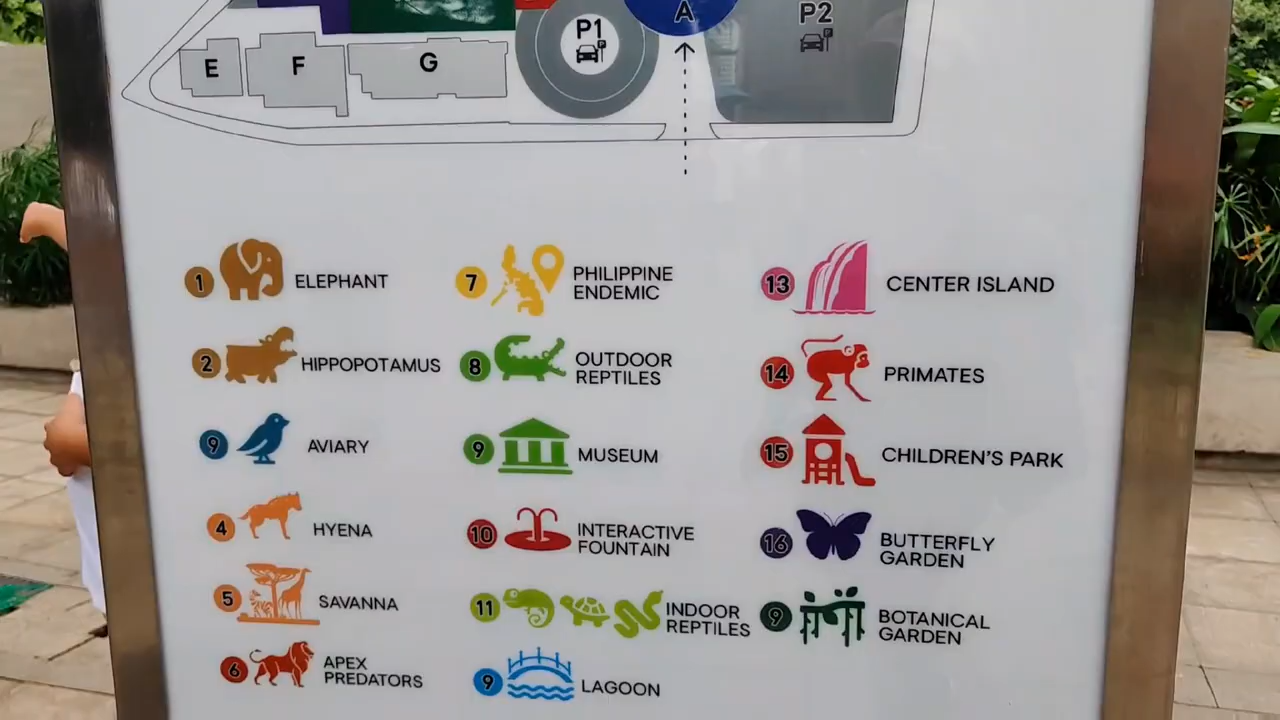 A
P1
P2
E
F
G
1 ELEPHANT
2 HIPPOPOTAMUS
9 AVIARY
4 HYENA
5 SAVANNA
6 APEX
PREDATORS
7 PHILIPPINE
ENDEMIC
8 OUTDOOR
REPTILES
9 MUSEUM
10 INTERACTIVE
FOUNTAIN
11 INDOOR
REPTILES
9 LAGOON
13 CENTER ISLAND
14 PRIMATES
15 CHILDREN'S PARK
16 BUTTERFLY
GARDEN
9 BOTANICAL
GARDEN